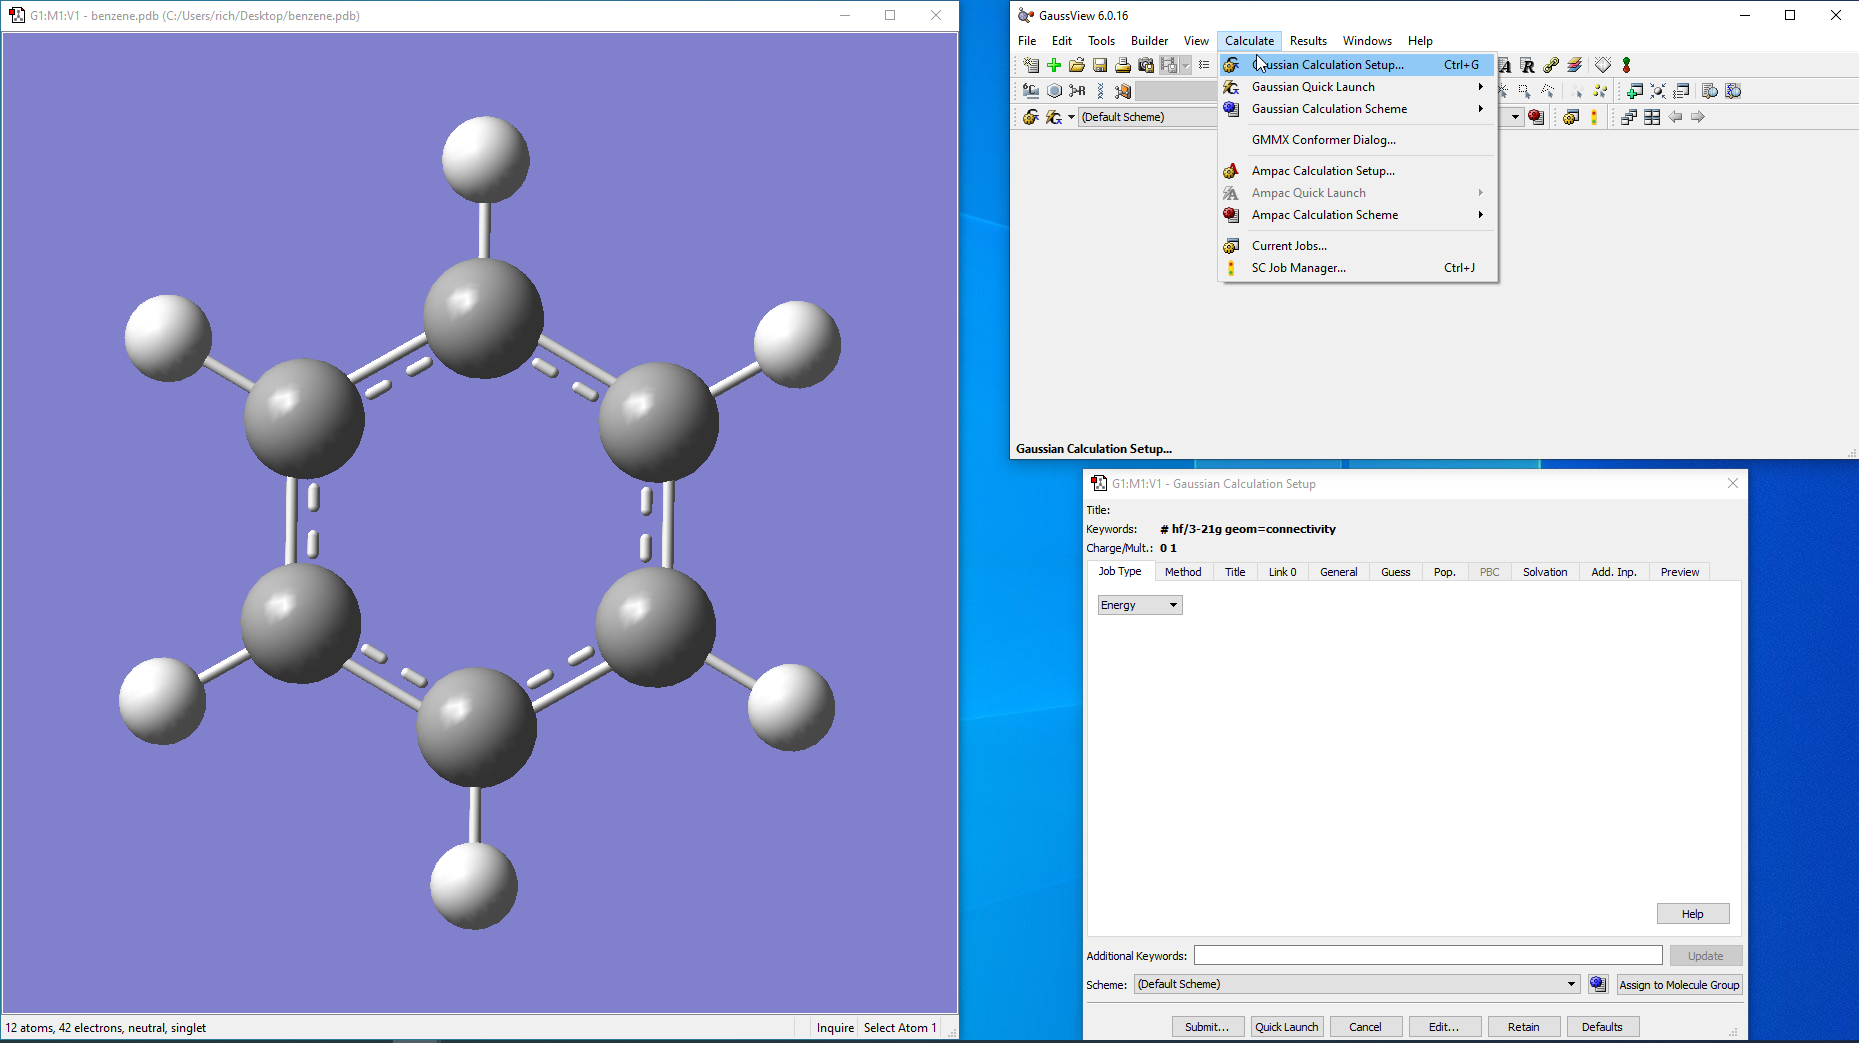 G1:M1:V1 - benzene.pdb (C:/Users/rich/Desktop/benzene.pdb)
12 atoms, 42 electrons, neutral, singlet
Inquire
Select Atom 1
GaussView 6.0.16
File Edit Tools Builder View Calculate Results Windows Help
(Default Scheme)
Gaussian Calculation Setup... Ctrl+G
Gaussian Quick Launch
Gaussian Calculation Scheme
GMMX Conformer Dialog...
Ampac Calculation Setup...
Ampac Quick Launch
Ampac Calculation Scheme
Current Jobs...
SC Job Manager... Ctrl+J
Gaussian Calculation Setup...
G1:M1:V1 - Gaussian Calculation Setup
Title:
Keywords: # hf/3-21g geom=connectivity
Charge/Mult.: 0 1
Job Type Method Title Link 0 General Guess Pop. PBC Solvation Add. Inp. Preview
Energy
Help
Additional Keywords: Update
Scheme: (Default Scheme) Assign to Molecule Group
Submit... Quick Launch Cancel Edit... Retain Defaults